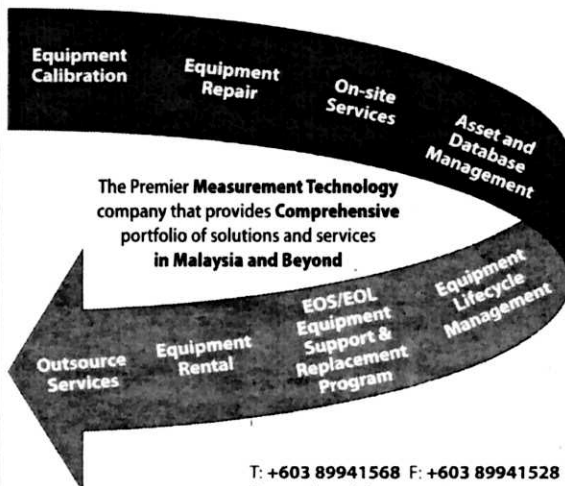 Equipment
Calibration
Equipment
Repair
On-site
Services
Asset and
Database
Management
The Premier Measurement Technology
company that provides Comprehensive
portfolio of solutions and services
in Malaysia and Beyond
Equipment
Lifecycle
Management
EOS/EOL
Equipment
Support &
Replacement
Program
Equipment
Rental
Outsource
Services
T: +603 89941568 F: +603 89941528